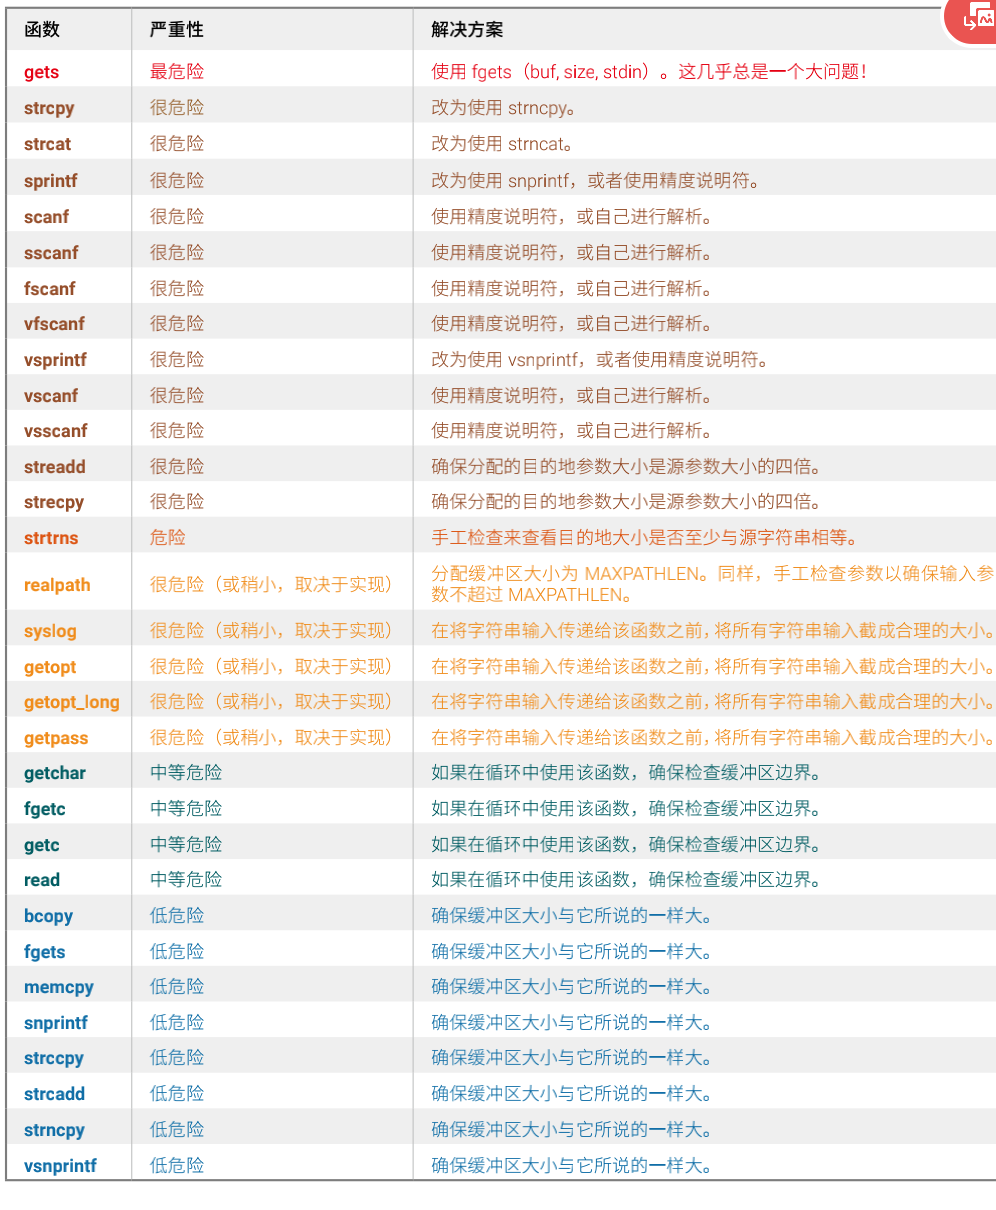 函数 严重性 解决方案
gets 最危险 使用 fgets（buf, size, stdin）。这几乎总是一个大问题！
strcpy 很危险 改为使用 strncpy。
strcat 很危险 改为使用 strncat。
sprintf 很危险 改为使用 snprintf，或者使用精度说明符。
scanf 很危险 使用精度说明符，或自己进行解析。
sscanf 很危险 使用精度说明符，或自己进行解析。
fscanf 很危险 使用精度说明符，或自己进行解析。
vfscanf 很危险 使用精度说明符，或自己进行解析。
vsprintf 很危险 改为使用 vsnprintf，或者使用精度说明符。
vscanf 很危险 使用精度说明符，或自己进行解析。
vsscanf 很危险 使用精度说明符，或自己进行解析。
streadd 很危险 确保分配的目的地参数大小是源参数大小的四倍。
strecpy 很危险 确保分配的目的地参数大小是源参数大小的四倍。
strtrns 危险 手工检查来查看目的地大小是否至少与源字符串相等。
realpath 很危险（或稍小，取决于实现） 分配缓冲区大小为 MAXPATHLEN。同样，手工检查参数以确保输入参
数不超过 MAXPATHLEN。
syslog 很危险（或稍小，取决于实现） 在将字符串输入传递给该函数之前，将所有字符串输入截成合理的大小。
getopt 很危险（或稍小，取决于实现） 在将字符串输入传递给该函数之前，将所有字符串输入截成合理的大小。
getopt_long 很危险（或稍小，取决于实现） 在将字符串输入传递给该函数之前，将所有字符串输入截成合理的大小。
getpass 很危险（或稍小，取决于实现） 在将字符串输入传递给该函数之前，将所有字符串输入截成合理的大小。
getchar 中等危险 如果在循环中使用该函数，确保检查缓冲区边界。
fgetc 中等危险 如果在循环中使用该函数，确保检查缓冲区边界。
getc 中等危险 如果在循环中使用该函数，确保检查缓冲区边界。
read 中等危险 如果在循环中使用该函数，确保检查缓冲区边界。
bcopy 低危险 确保缓冲区大小与它所说的一样大。
fgets 低危险 确保缓冲区大小与它所说的一样大。
memcpy 低危险 确保缓冲区大小与它所说的一样大。
snprintf 低危险 确保缓冲区大小与它所说的一样大。
strccpy 低危险 确保缓冲区大小与它所说的一样大。
strcadd 低危险 确保缓冲区大小与它所说的一样大。
strncpy 低危险 确保缓冲区大小与它所说的一样大。
vsnprintf 低危险 确保缓冲区大小与它所说的一样大。